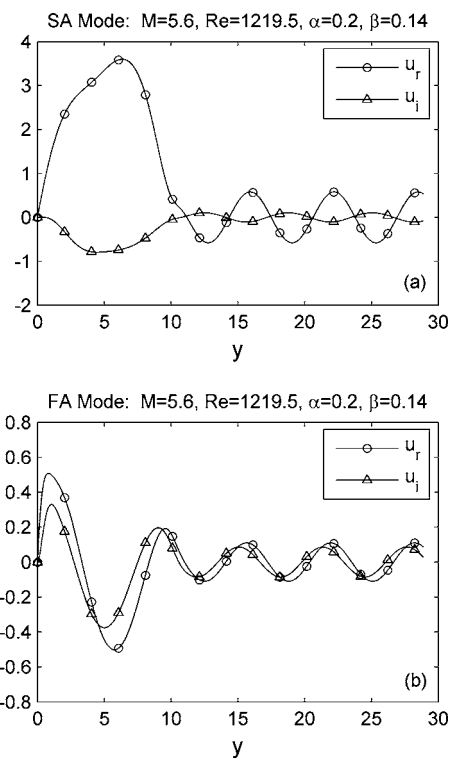 SA Mode: M=5.6, Re=1219.5, α=0.2, β=0.14
4
3
2
1
0
-1
-2
u_r
u_i
(a)
0 5 10 15 20 25 30
y
FA Mode: M=5.6, Re=1219.5, α=0.2, β=0.14
0.8
0.6
0.4
0.2
0
-0.2
-0.4
-0.6
-0.8
u_r
u_i
(b)
0 5 10 15 20 25 30
y